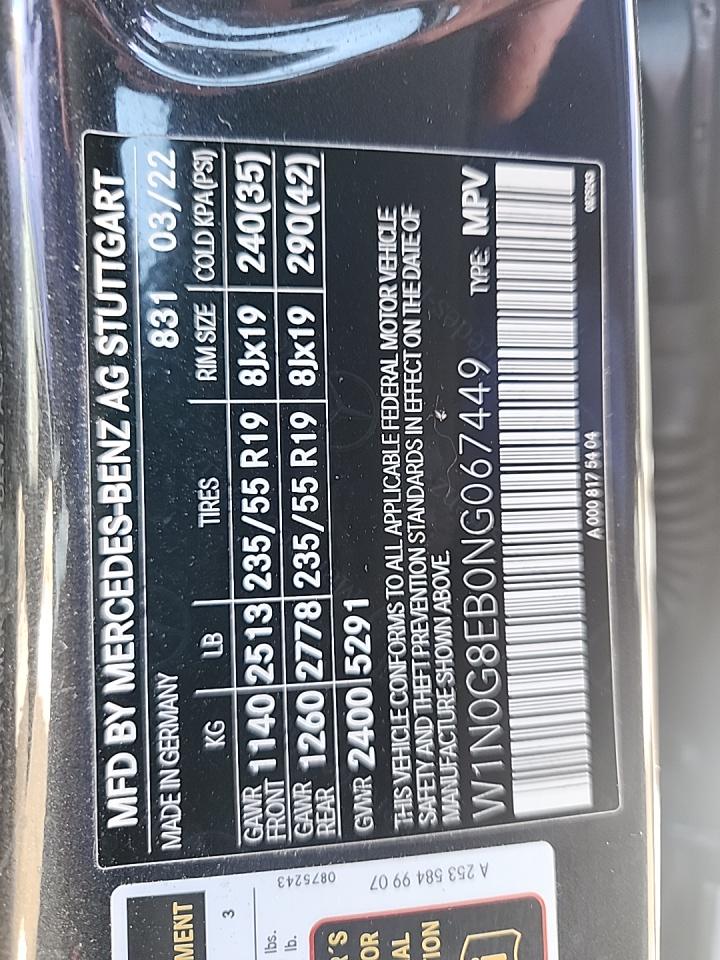 MFD BY MERCEDES-BENZ AG STUTTGART
MADE IN GERMANY 831 03/22
KG LB TIRES RIM SIZE COLD KPA(PSI)
GAWR FRONT 1140 2513 235/55 R19 8Jx19 240(35)
GAWR REAR 1260 2778 235/55 R19 8Jx19 290(42)
GVWR 2400 5291
THIS VEHICLE CONFORMS TO ALL APPLICABLE FEDERAL MOTOR VEHICLE
SAFETY AND THEFT PREVENTION STANDARDS IN EFFECT ON THE DATE OF
MANUFACTURE SHOWN ABOVE.
W1N0G8EB0NG067449 TYPE: MPV
A 000 817 54 04
0875243
MENT
3
lbs.
lb.
0875243
A 253 584 99 07
R'S
OR
AL
TION